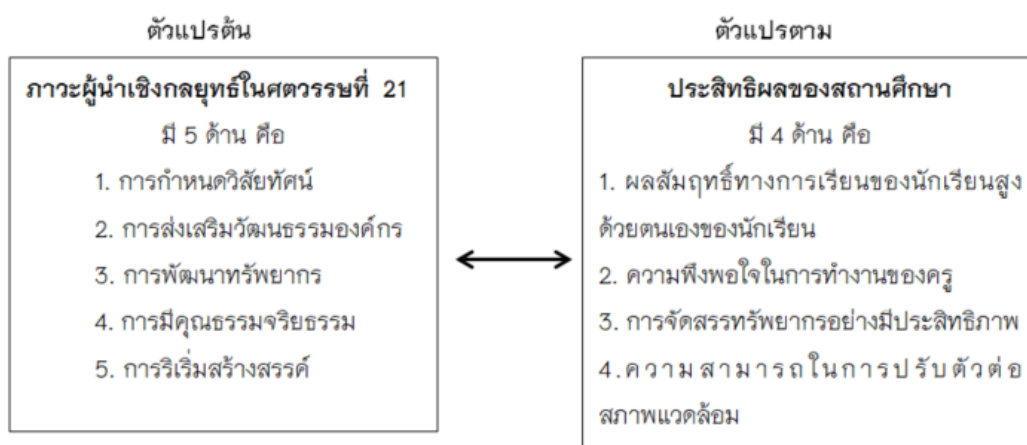 ตัวแปรต้น
ภาวะผู้นำเชิงกลยุทธ์ในศตวรรษที่ 21
มี 5 ด้าน คือ
1. การกำหนดวิสัยทัศน์
2. การส่งเสริมวัฒนธรรมองค์กร
3. การพัฒนาทรัพยากร
4. การมีคุณธรรมจริยธรรม
5. การริเริ่มสร้างสรรค์
ตัวแปรตาม
ประสิทธิผลของสถานศึกษา
มี 4 ด้าน คือ
1. ผลสัมฤทธิ์ทางการเรียนของนักเรียนสูง
ด้วยตนเองของนักเรียน
2. ความพึงพอใจในการทำงานของครู
3. การจัดสรรทรัพยากรอย่างมีประสิทธิภาพ
4.ความสามารถในการปรับตัวต่อ
สภาพแวดล้อม